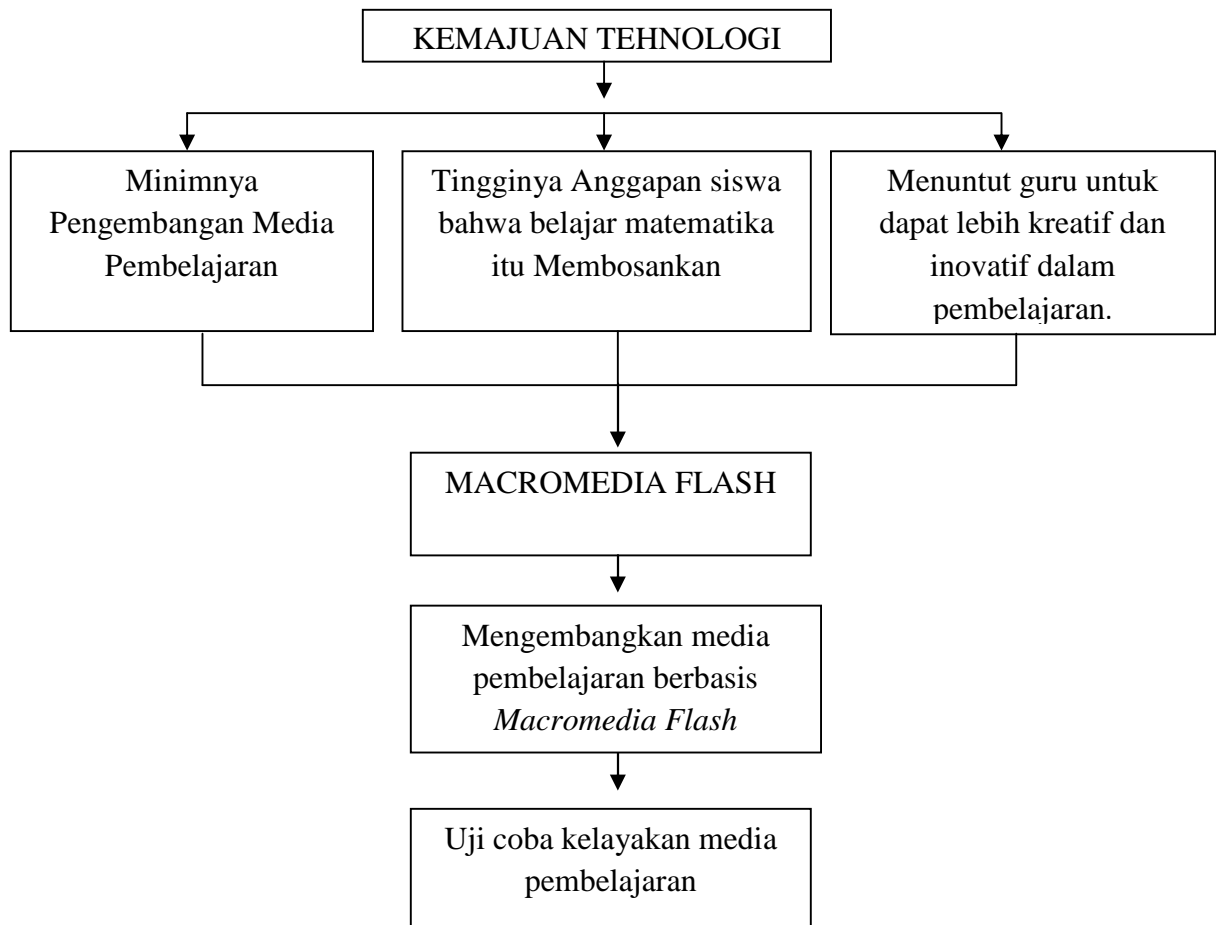 KEMAJUAN TEHNOLOGI
Minimnya
Pengembangan Media
Pembelajaran
Tingginya Anggapan siswa
bahwa belajar matematika
itu Membosankan
Menuntut guru untuk
dapat lebih kreatif dan
inovatif dalam
pembelajaran.
MACROMEDIA FLASH
Mengembangkan media
pembelajaran berbasis
Macromedia Flash
Uji coba kelayakan media
pembelajaran